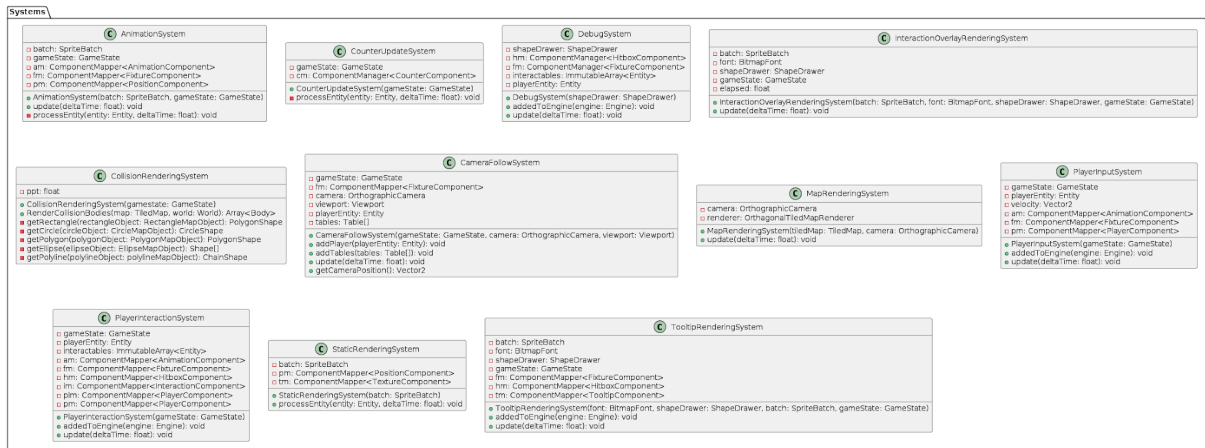 Systems
C AnimationSystem
batch: SpriteBatch
gameState: GameState
am: ComponentMapper<AnimationComponent>
fm: ComponentMapper<FixtureComponent>
pm: ComponentMapper<PositionComponent>
AnimationSystem(batch: SpriteBatch, gameState: GameState)
update(deltaTime: float): void
processEntity(entity: Entity, deltaTime: float): void
C CounterUpdateSystem
gameState: GameState
cm: ComponentManager<CounterComponent>
CounterUpdateSystem(gameState: GameState)
processEntity(entity: Entity, deltaTime: float): void
C DebugSystem
shapeDrawer: ShapeDrawer
hm: ComponentManager<HitboxComponent>
fm: ComponentManager<FixtureComponent>
interactables: ImmutableArray<Entity>
playerEntity: Entity
DebugSystem(shapeDrawer: ShapeDrawer)
addedToEngine(engine: Engine): void
update(deltaTime: float): void
C InteractionOverlayRenderingSystem
batch: SpriteBatch
font: BitmapFont
shapeDrawer: ShapeDrawer
gameState: GameState
elapsed: float
InteractionOverlayRenderingSystem(batch: SpriteBatch, font: BitmapFont, shapeDrawer: ShapeDrawer, gameState: GameState)
update(deltaTime: float): void
C CollisionRenderingSystem
ppt: float
CollisionRenderingSystem(gamestate: GameState)
RenderCollisionBodies(map: TiledMap, world: World): Array<Body>
getRectangle(rectangleObject: RectangleMapObject): PolygonShape
getCircle(circleObject: CircleMapObject): CircleShape
getPolygon(polygonObject: PolygonMapObject): PolygonShape
getEllipse(ellipseObject: EllipseMapObject): Shape[]
getPolyline(polylineObject: polylineMapObject): ChainShape
C CameraFollowSystem
gameState: GameState
fm: ComponentMapper<FixtureComponent>
camera: OrthographicCamera
viewport: Viewport
playerEntity: Entity
tables: Table[]
CameraFollowSystem(gameState: GameState, camera: OrthographicCamera, viewport: Viewport)
addPlayer(playerEntity: Entity): void
addTables(tables: Table[]): void
update(deltaTime: float): void
getCameraPosition(): Vector2
C MapRenderingSystem
camera: OrthographicCamera
renderer: OrthagonalTiledMapRenderer
MapRenderingSystem(tiledMap: TiledMap, camera: OrthographicCamera)
update(deltaTime: float): void
C PlayerInputSystem
gameState: GameState
playerEntity: Entity
velocity: Vector2
am: ComponentMapper<AnimationComponent>
fm: ComponentMapper<FixtureComponent>
pm: ComponentMapper<PlayerComponent>
PlayerInputSystem(gameState: GameState)
addedToEngine(engine: Engine): void
update(deltaTime: float): void
C PlayerInteractionSystem
gameState: GameState
playerEntity: Entity
interactables: ImmutableArray<Entity>
am: ComponentMapper<AnimationComponent>
fm: ComponentMapper<FixtureComponent>
hm: ComponentMapper<HitboxComponent>
im: ComponentMapper<InteractionComponent>
plm: ComponentMapper<PlayerComponent>
pm: ComponentMapper<PlayerComponent>
PlayerInteractionSystem(gameState: GameState)
addedToEngine(engine: Engine): void
update(deltaTime: float): void
C StaticRenderingSystem
batch: SpriteBatch
pm: ComponentMapper<PositionComponent>
tm: ComponentMapper<TextureComponent>
StaticRenderingSystem(batch: SpriteBatch)
processEntity(entity: Entity, deltaTime: float): void
C TooltipRenderingSystem
batch: SpriteBatch
font: BitmapFont
shapeDrawer: ShapeDrawer
gameState: GameState
fm: ComponentMapper<FixtureComponent>
hm: ComponentMapper<HitboxComponent>
tm: ComponentMapper<TooltipComponent>
TooltipRenderingSystem(font: BitmapFont, shapeDrawer: ShapeDrawer, batch: SpriteBatch, gameState: GameState)
addedToEngine(engine: Engine): void
update(deltaTime: float): void